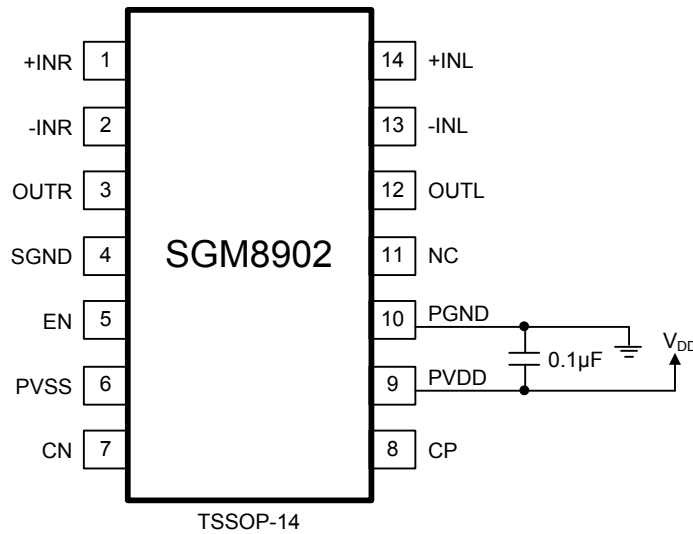 +INR 1 14 +INL
-INR 2 13 -INL
OUTR 3 12 OUTL
SGND 4 SGM8902 11 NC
EN 5 10 PGND
0.1µF VDD
PVSS 6 9 PVDD
CN 7 8 CP
TSSOP-14